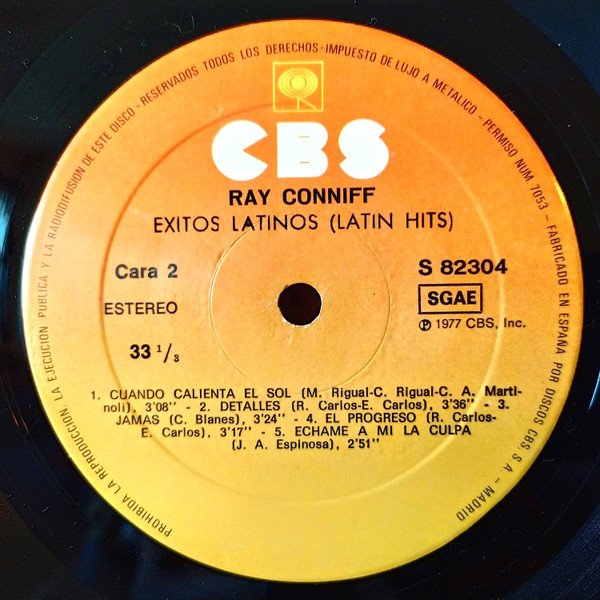 PROHIBIDA LA REPRODUCCION, LA EJECUCION PUBLICA Y LA RADIODIFUSION DE ESTE DISCO - RESERVADOS TODOS LOS DERECHOS - IMPUESTO DE LUJO A METALICO - PERMISO NUM. 7053 - FABRICADO EN ESPAÑA POR DISCOS CBS S.A. - MADRID
CBS
RAY CONNIFF
EXITOS LATINOS (LATIN HITS)
Cara 2
S 82304
ESTEREO
SGAE
℗ 1977 CBS, Inc.
33 1/3
1. CUANDO CALIENTA EL SOL (M. Rigual-C. Rigual-C. A. Marti-
noli), 3'08" - 2. DETALLES (R. Carlos-E. Carlos), 3'36" - 3.
JAMAS (C. Blanes), 3'24" - 4. EL PROGRESO (R. Carlos-
E. Carlos), 3'17" - 5. ECHAME A MI LA CULPA
(J. A. Espinosa), 2'51"